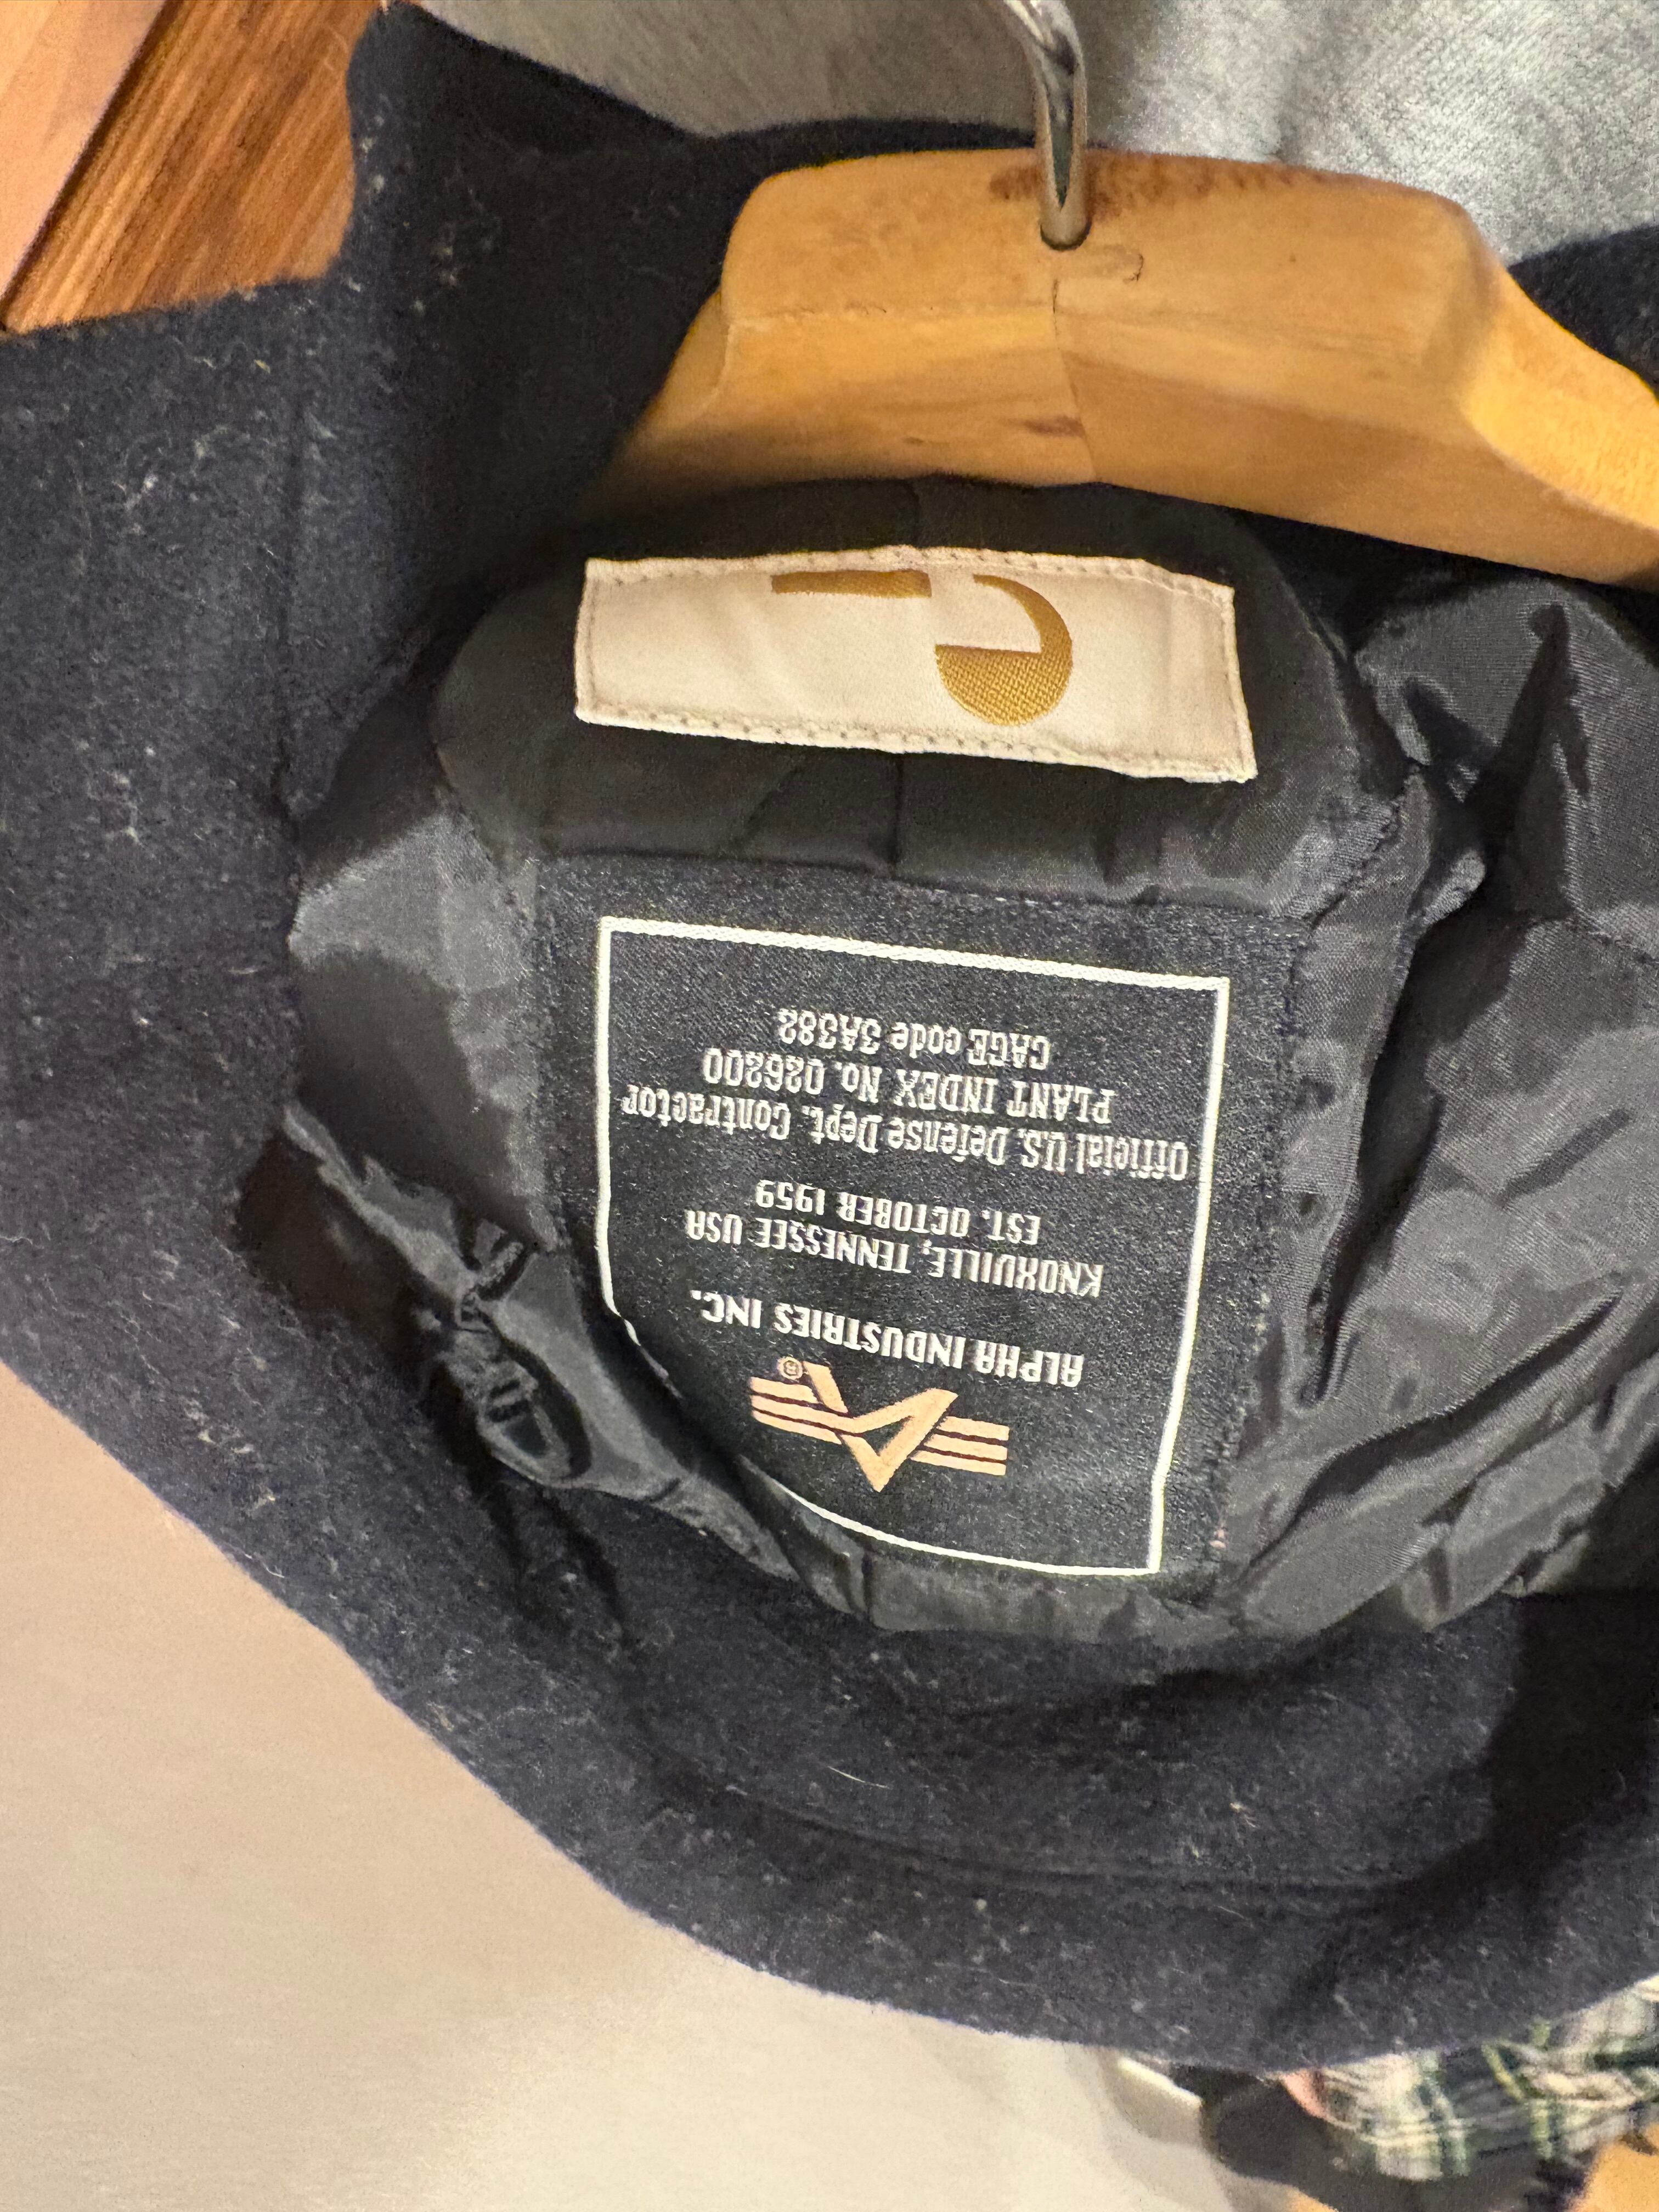 ®
ALPHA INDUSTRIES INC.
KNOXVILLE, TENNESSEE USA
EST. OCTOBER 1959
Official U.S. Defense Dept. Contractor
PLANT INDEX No. 026200
CAGE code 3A382